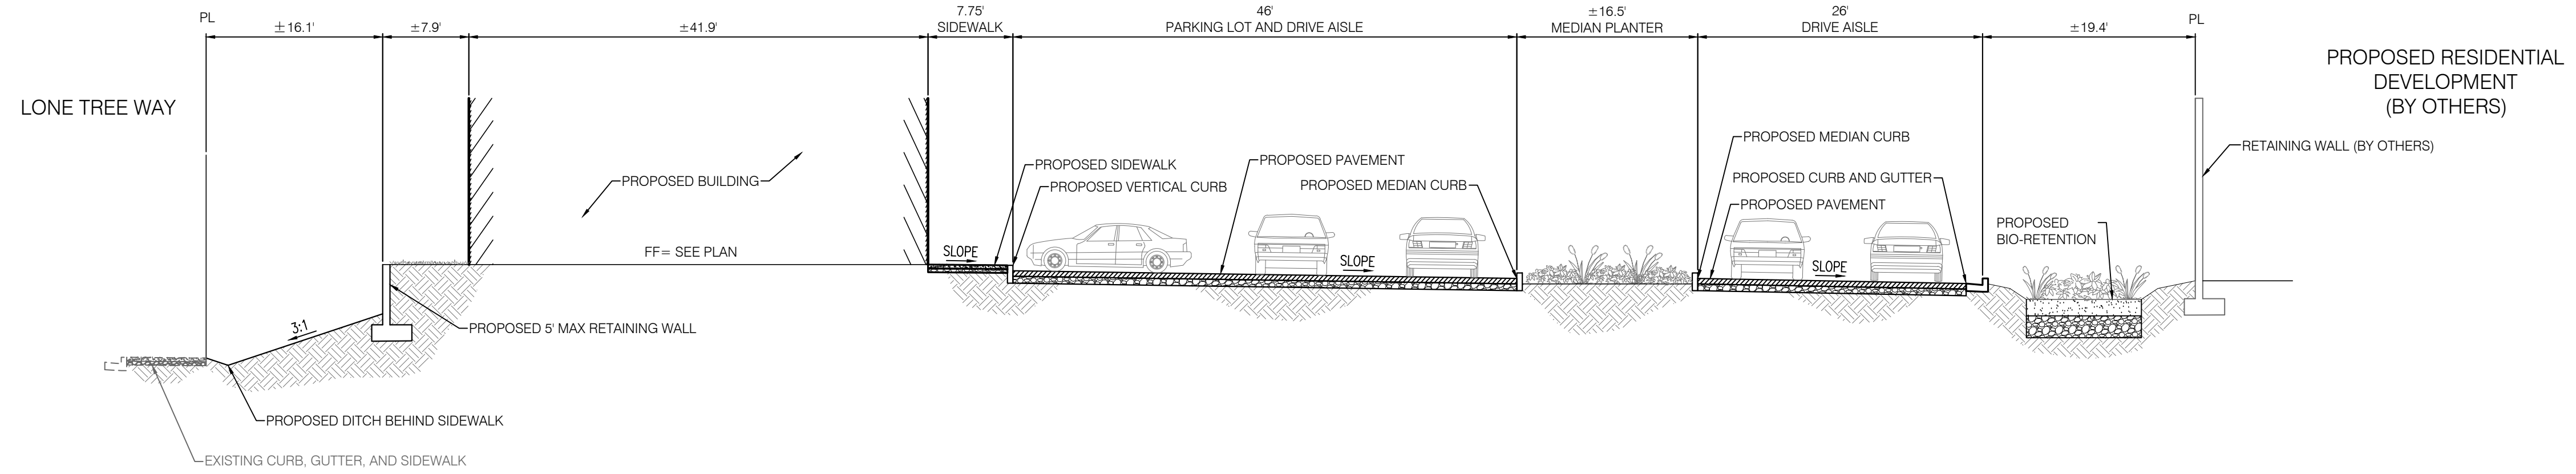 PL
±16.1'
±7.9'
±41.9'
7.75'
SIDEWALK
46'
PARKING LOT AND DRIVE AISLE
±16.5'
MEDIAN PLANTER
26'
DRIVE AISLE
±19.4'
PL
LONE TREE WAY
PROPOSED RESIDENTIAL
DEVELOPMENT
(BY OTHERS)
RETAINING WALL (BY OTHERS)
PROPOSED BUILDING
FF= SEE PLAN
PROPOSED SIDEWALK
PROPOSED VERTICAL CURB
PROPOSED PAVEMENT
PROPOSED MEDIAN CURB
PROPOSED MEDIAN CURB
PROPOSED CURB AND GUTTER
PROPOSED PAVEMENT
PROPOSED
BIO-RETENTION
SLOPE
SLOPE
SLOPE
3:1
PROPOSED 5' MAX RETAINING WALL
PROPOSED DITCH BEHIND SIDEWALK
EXISTING CURB, GUTTER, AND SIDEWALK